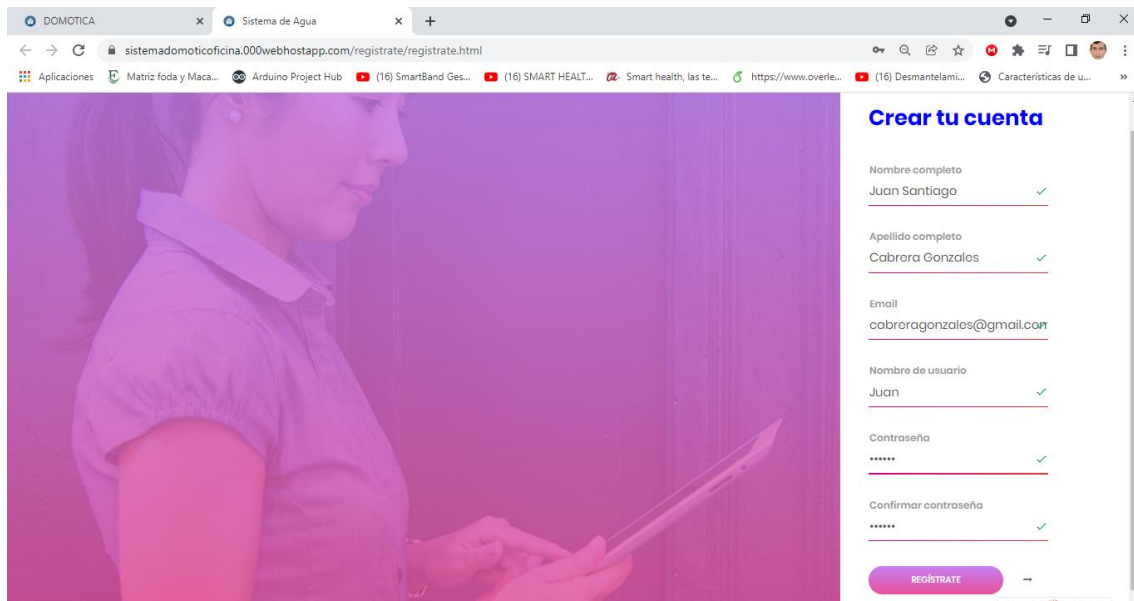 DOMOTICA
Sistema de Agua
sistemadomoticoficina.000webhostapp.com/registrate/registrate.html
Aplicaciones
Matriz foda y Maca...
Arduino Project Hub
(16) SmartBand Ges...
(16) SMART HEALT...
Smart health, las te...
https://www.overle...
(16) Desmantelami...
Características de u...
Crear tu cuenta
Nombre completo
Juan Santiago
Apellido completo
Cabrera Gonzales
Email
cabreragonzales@gmail.com
Nombre de usuario
Juan
Contraseña
••••••
Confirmar contraseña
••••••
REGÍSTRATE →